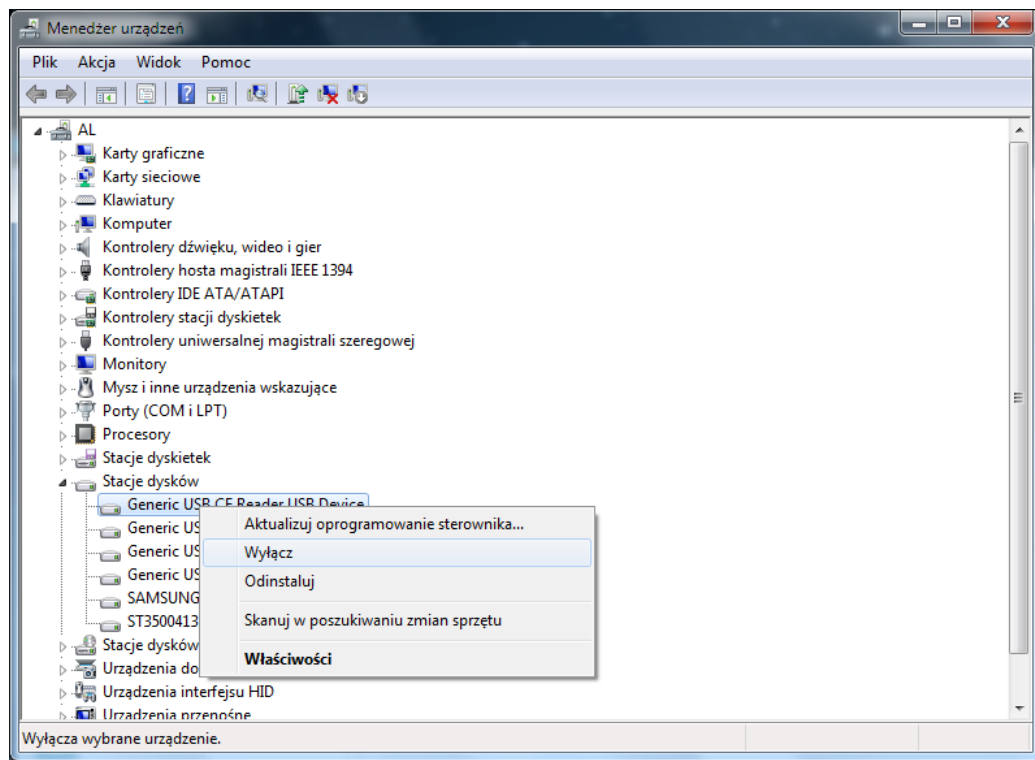 Menedżer urządzeń
Plik Akcja Widok Pomoc
AL
Karty graficzne
Karty sieciowe
Klawiatury
Komputer
Kontrolery dźwięku, wideo i gier
Kontrolery hosta magistrali IEEE 1394
Kontrolery IDE ATA/ATAPI
Kontrolery stacji dyskietek
Kontrolery uniwersalnej magistrali szeregowej
Monitory
Mysz i inne urządzenia wskazujące
Porty (COM i LPT)
Procesory
Stacje dyskietek
Stacje dysków
Generic USB CF Reader USB Device
Generic US
Generic US
Generic US
SAMSUNG
ST3500413
Stacje dysków
Urządzenia do
Urządzenia interfejsu HID
Urządzenia przenośne
Aktualizuj oprogramowanie sterownika...
Wyłącz
Odinstaluj
Skanuj w poszukiwaniu zmian sprzętu
Właściwości
Wyłącza wybrane urządzenie.